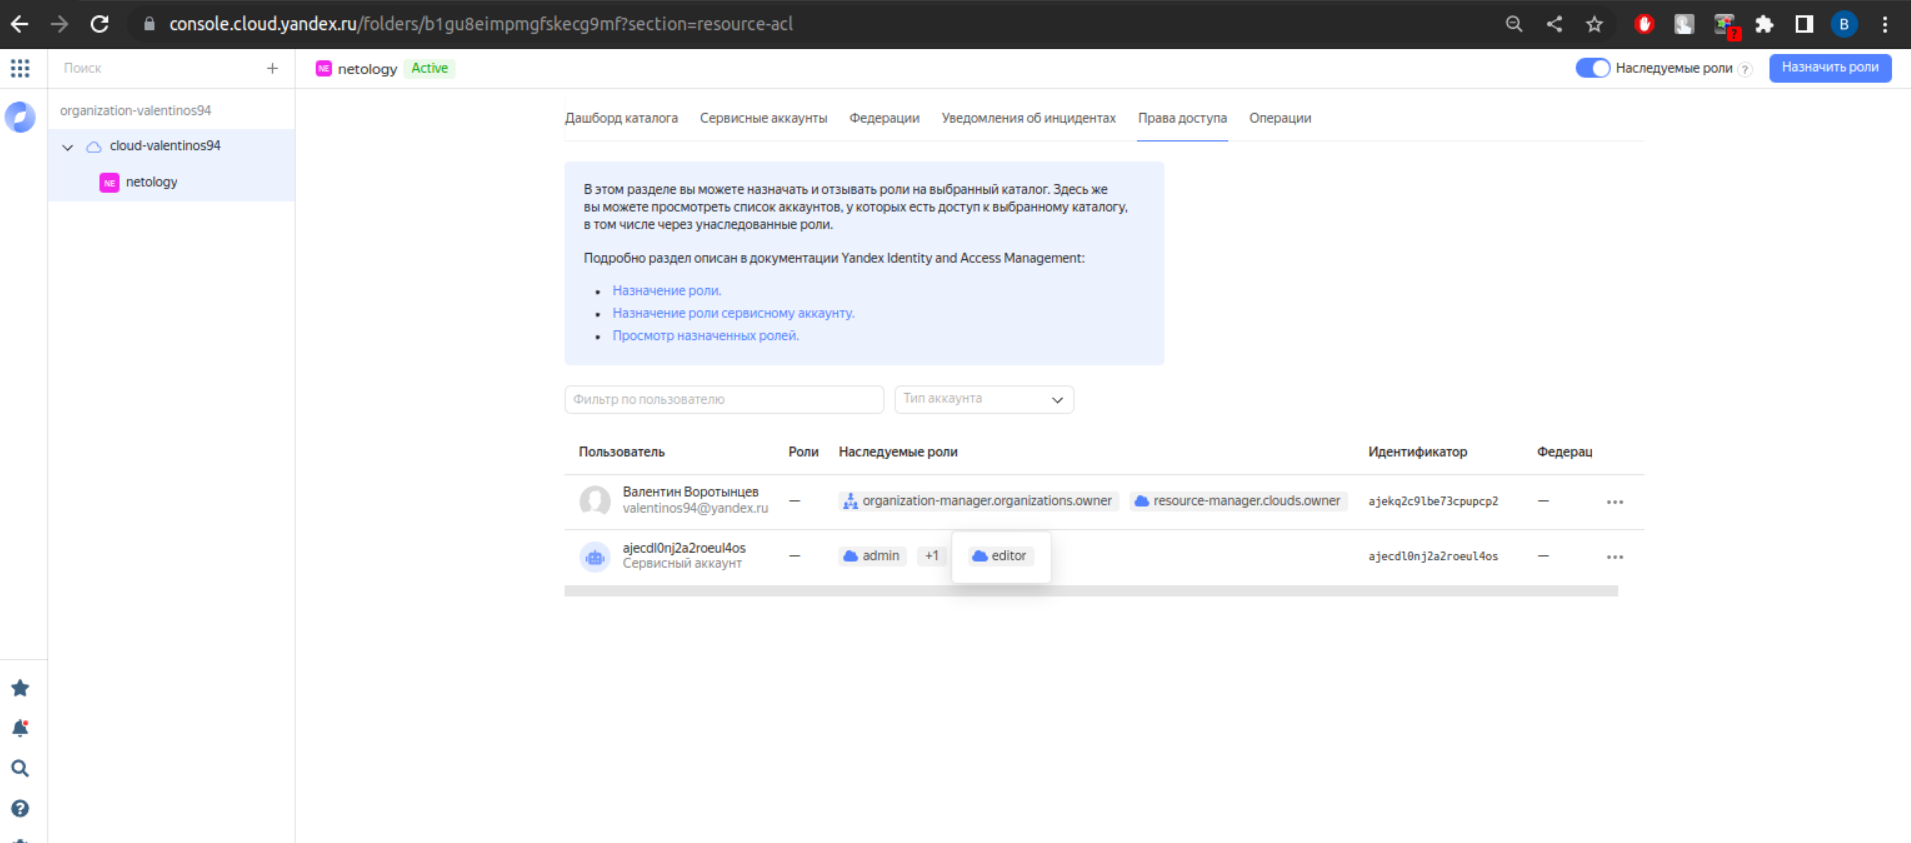 console.cloud.yandex.ru/folders/b1gu8eimpmgfskecg9mf?section=resource-acl
?
B
Поиск
+
NE netology Active
Наследуемые роли ?
Назначить роли
organization-valentinos94
cloud-valentinos94
NE netology
Дашборд каталога Сервисные аккаунты Федерации Уведомления об инцидентах Права доступа Операции
В этом разделе вы можете назначать и отзывать роли на выбранный каталог. Здесь же
вы можете просмотреть список аккаунтов, у которых есть доступ к выбранному каталогу,
в том числе через унаследованные роли.
Подробно раздел описан в документации Yandex Identity and Access Management:
• Назначение роли.
• Назначение роли сервисному аккаунту.
• Просмотр назначенных ролей.
Фильтр по пользователю Тип аккаунта
Пользователь Роли Наследуемые роли Идентификатор Федерац
Валентин Воротынцев
valentinos94@yandex.ru
— organization-manager.organizations.owner resource-manager.clouds.owner ajekq2c9lbe73cpupcp2 —
ajecdl0nj2a2roeul4os
Сервисный аккаунт
— admin +1 editor ajecdl0nj2a2roeul4os —